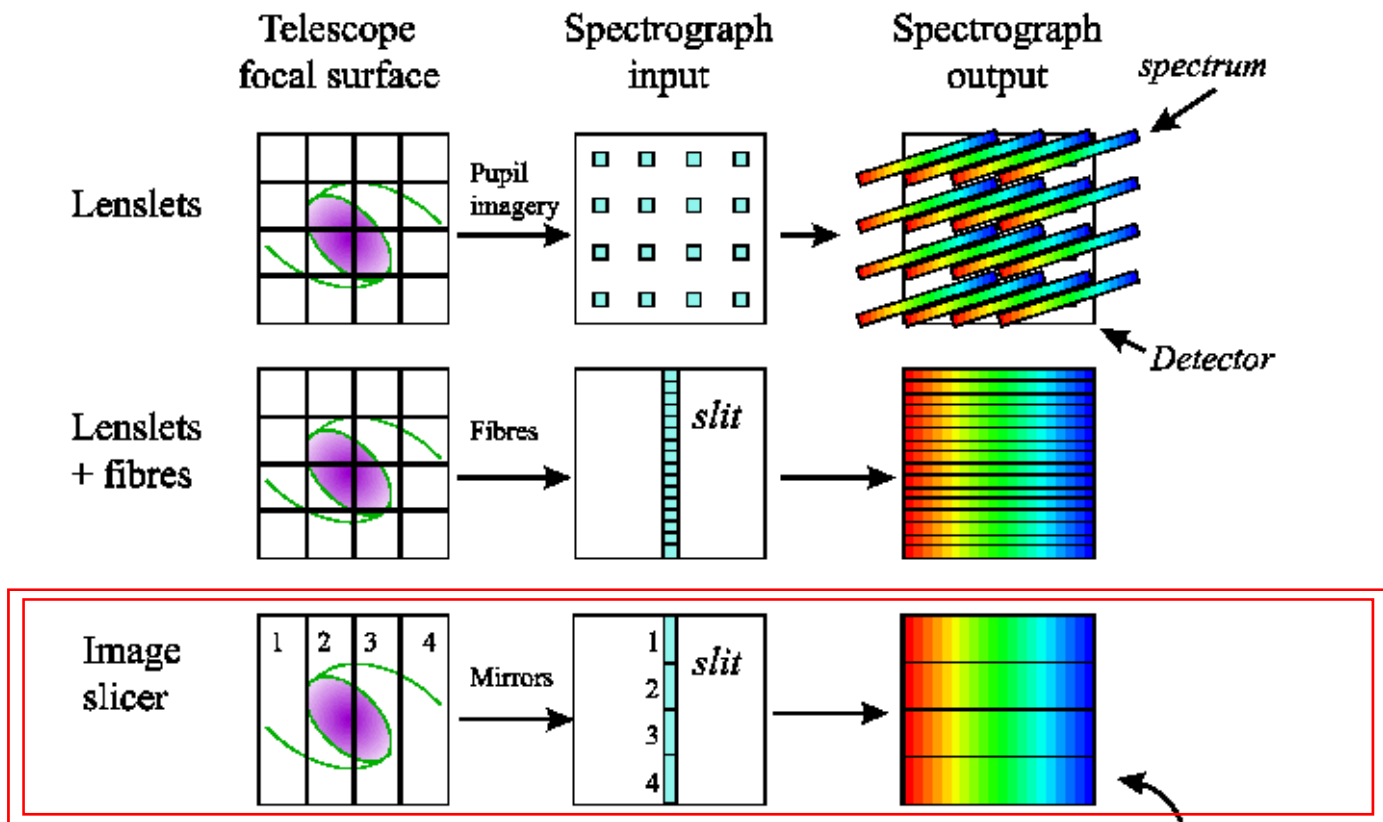 Telescope
focal surface
Spectrograph
input
Spectrograph
output
spectrum
Lenslets
Pupil
imagery
Detector
Lenslets
+ fibres
Fibres
slit
Image
slicer
1 2 3 4
Mirrors
1
2
3
4
slit